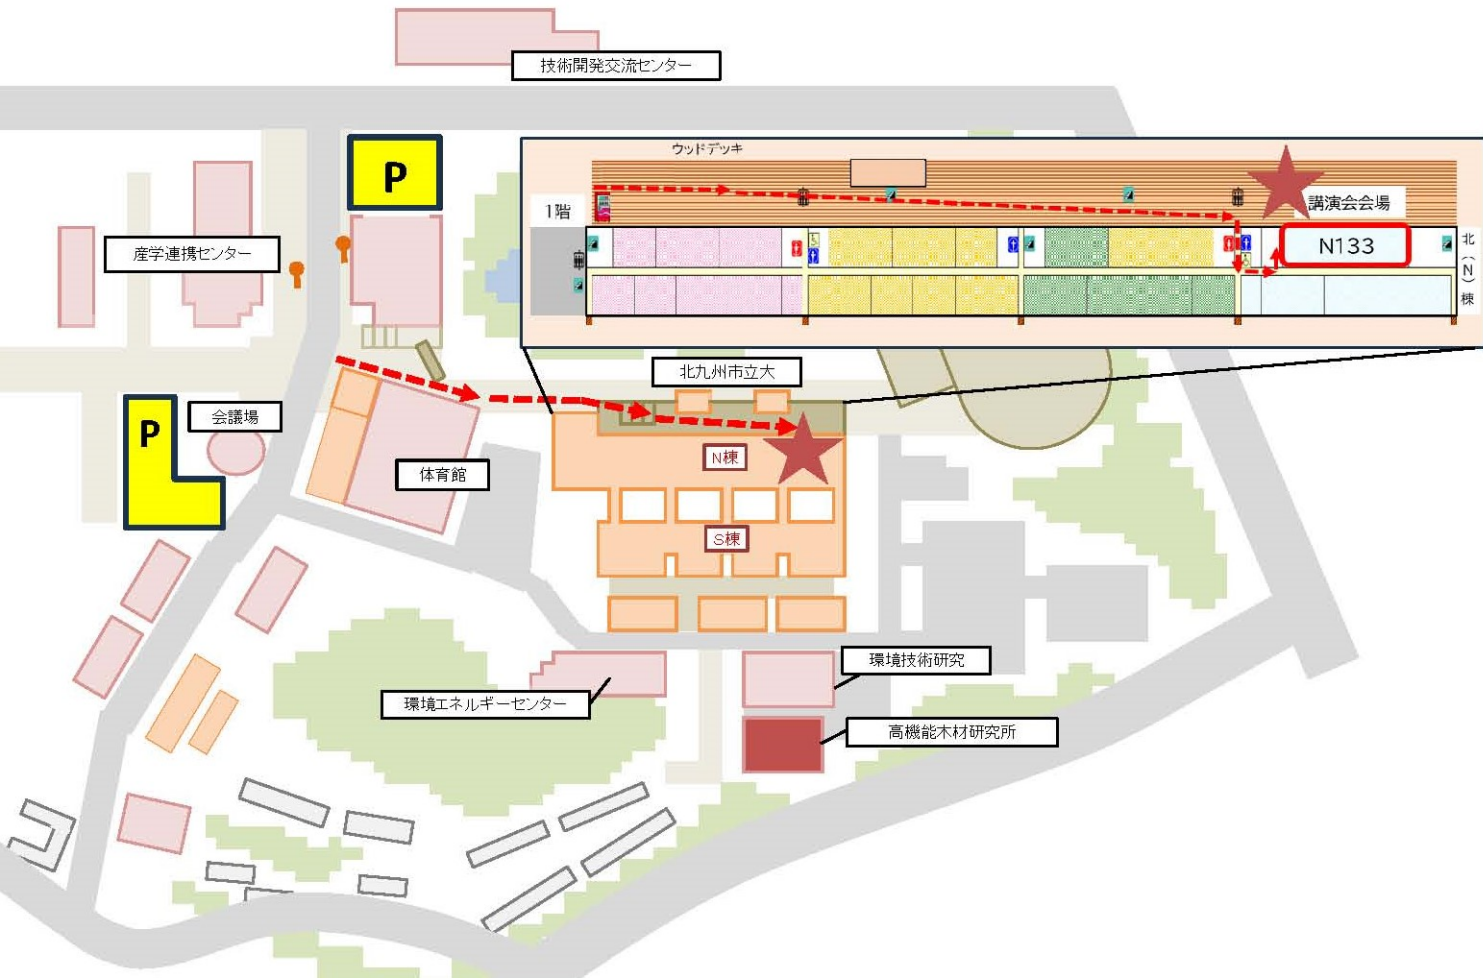 技術開発交流センター
P
ウッドデッキ
1階
講演会会場
N133
北(N)棟
産学連携センター
北九州市立大
P
会議場
体育館
N棟
S棟
環境技術研究
環境エネルギーセンター
高機能木材研究所